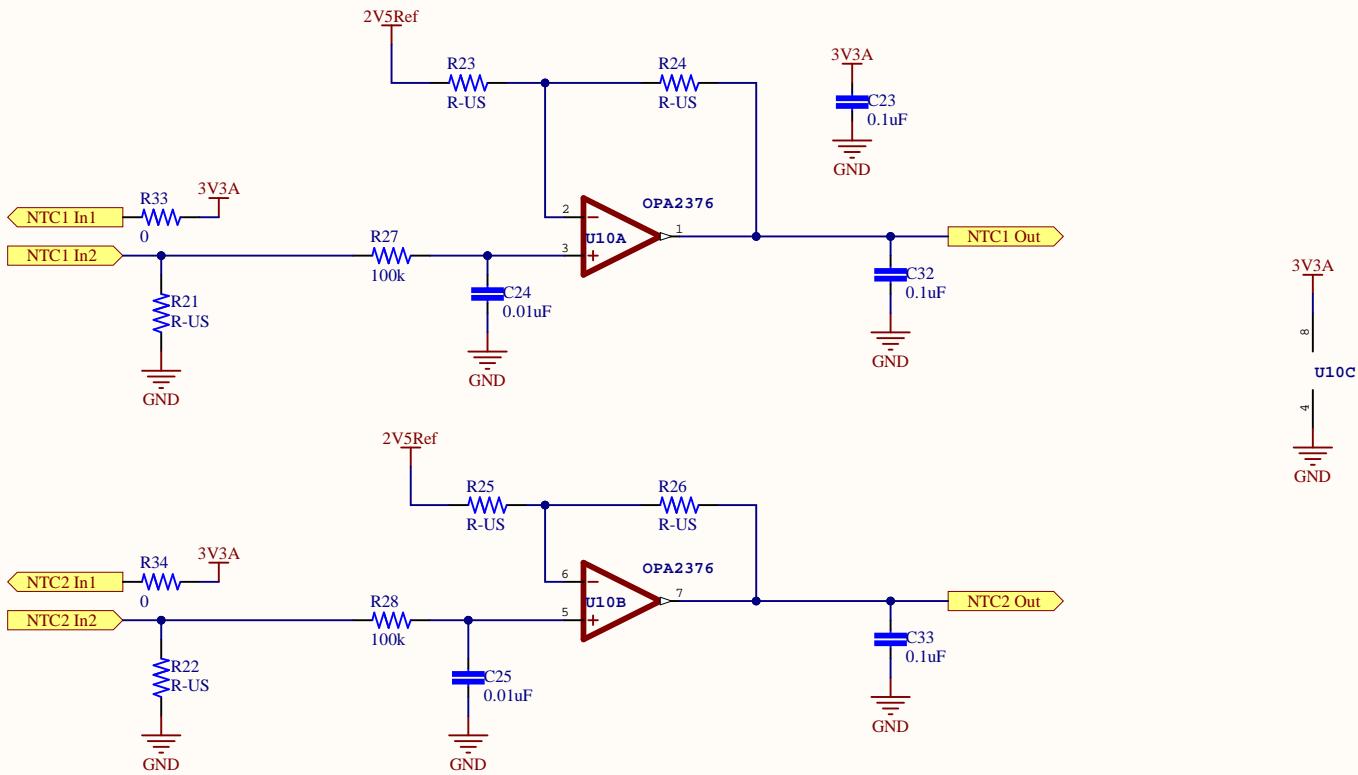 2V5Ref
R23
R-US
R24
R-US
3V3A
C23
0.1uF
GND
NTC1 In1
R33
0
3V3A
NTC1 In2
R21
R-US
GND
R27
100k
C24
0.01uF
GND
2
3
U10A
OPA2376
1
NTC1 Out
C32
0.1uF
GND
3V3A
8
U10C
4
GND
2V5Ref
R25
R-US
R26
R-US
NTC2 In1
R34
0
3V3A
NTC2 In2
R22
R-US
GND
R28
100k
C25
0.01uF
GND
6
5
U10B
OPA2376
7
NTC2 Out
C33
0.1uF
GND